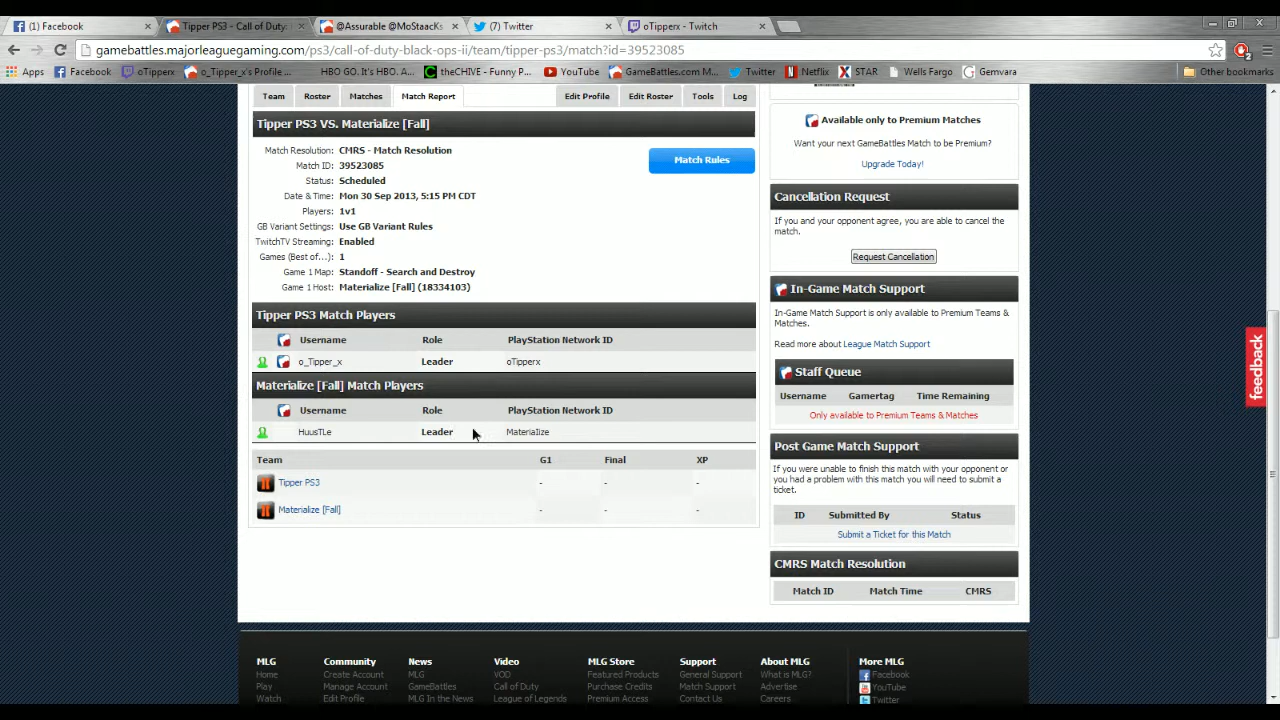 (1) Facebook
Tipper PS3 - Call of Duty:
@Assurable @MoStaacKs
(7) Twitter
oTipperx - Twitch
gamebattles.majorleaguegaming.com/ps3/call-of-duty-black-ops-ii/team/tipper-ps3/match?id=39523085
Apps
Facebook
oTipperx
o_Tipper_x's Profile ...
HBO GO. It's HBO. A...
theCHIVE - Funny P...
YouTube
GameBattles.com M...
Twitter
Netflix
STAR
Wells Fargo
Gemvara
Other bookmarks
Team
Roster
Matches
Match Report
Edit Profile
Edit Roster
Tools
Log
Tipper PS3 VS. Materialize [Fall]
Match Resolution: CMRS - Match Resolution
Match ID: 39523085
Status: Scheduled
Date & Time: Mon 30 Sep 2013, 5:15 PM CDT
Players: 1v1
GB Variant Settings: Use GB Variant Rules
TwitchTV Streaming: Enabled
Games (Best of...): 1
Game 1 Map: Standoff - Search and Destroy
Game 1 Host: Materialize [Fall] (18334103)
Match Rules
Tipper PS3 Match Players
Username Role PlayStation Network ID
o_Tipper_x Leader oTipperx
Materialize [Fall] Match Players
Username Role PlayStation Network ID
HuusTLe Leader Materialize
Team G1 Final XP
Tipper PS3 - - -
Materialize [Fall] - - -
Available only to Premium Matches
Want your next GameBattles Match to be Premium?
Upgrade Today!
Cancellation Request
If you and your opponent agree, you are able to cancel the
match.
Request Cancellation
In-Game Match Support
In-Game Match Support is only available to Premium Teams &
Matches.
Read more about League Match Support
Staff Queue
Username Gamertag Time Remaining
Only available to Premium Teams & Matches
Post Game Match Support
If you were unable to finish this match with your opponent or
you had a problem with this match you will need to submit a
ticket.
ID Submitted By Status
Submit a Ticket for this Match
CMRS Match Resolution
Match ID Match Time CMRS
feedback
MLG Community News Video MLG Store Support About MLG More MLG
Home Create Account MLG VOD Featured Products General Support What is MLG? Facebook
Play Manage Account GameBattles Call of Duty Purchase Credits Match Support Advertise YouTube
Watch Edit Profile MLG In the News League of Legends Premium Access Contact Us Careers Twitter